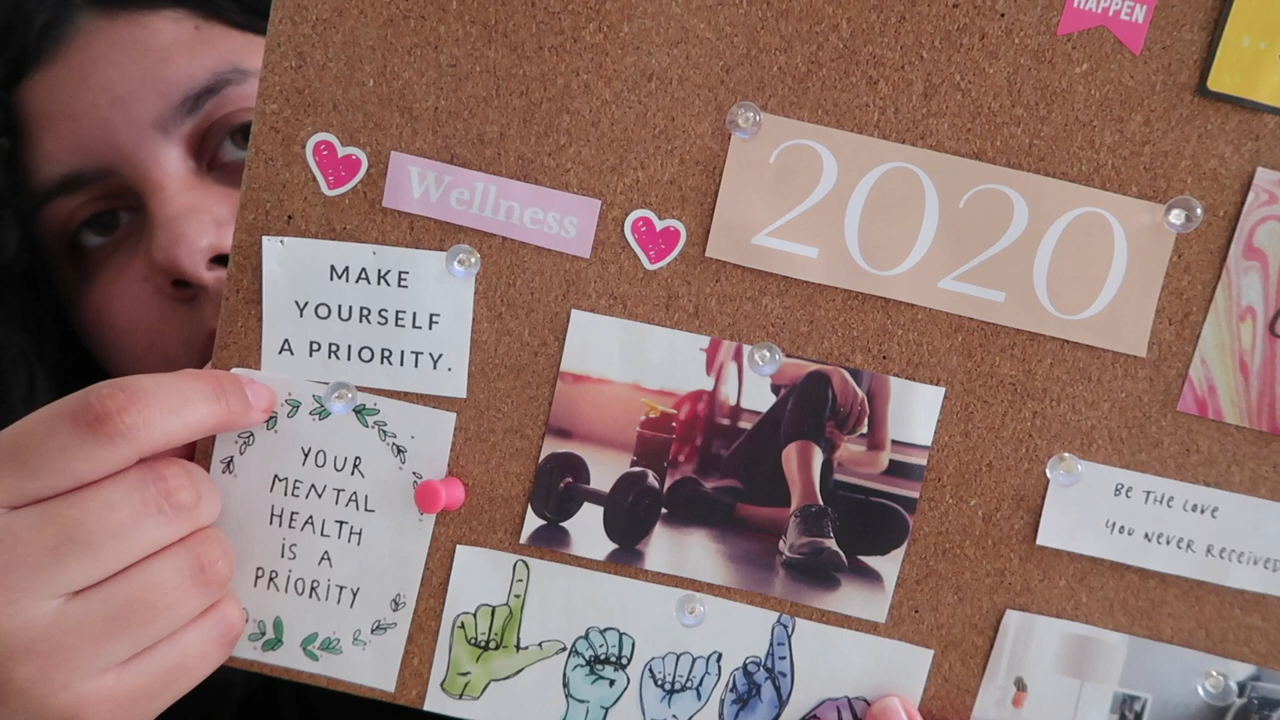 HAPPEN
Wellness
2020
MAKE
YOURSELF
A PRIORITY.
YOUR
MENTAL
HEALTH
iS A
PRiORiTY
BE THE LOVE
YOU NEVER RECEIVED